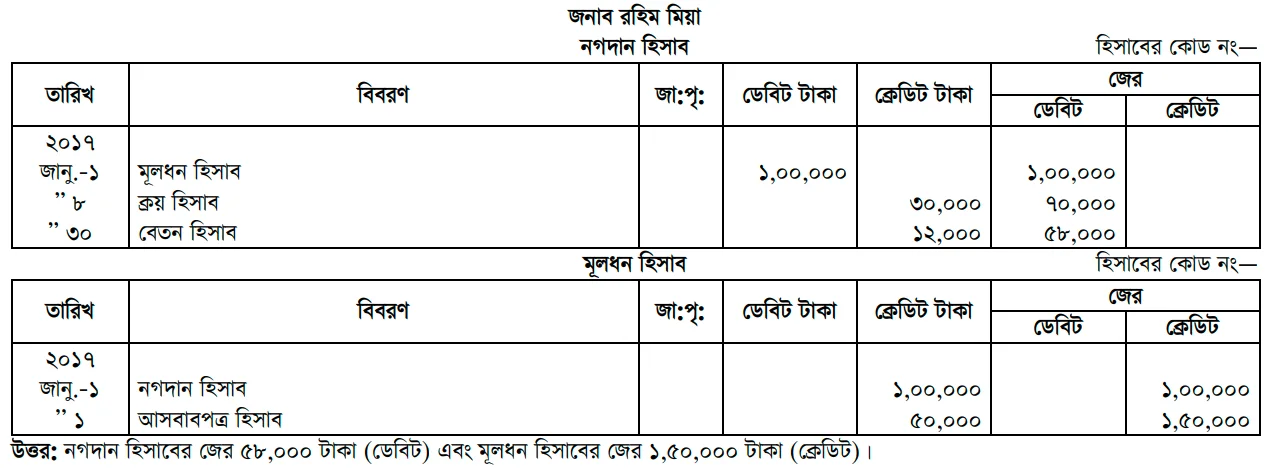 জনাব রহিম মিয়া
নগদান হিসাব হিসাবের কোড নং—
তারিখ বিবরণ জা:পৃ: ডেবিট টাকা ক্রেডিট টাকা জের
ডেবিট ক্রেডিট
২০১৭
জানু.-১ মূলধন হিসাব ১,০০,০০০ ১,০০,০০০
” ৮ ক্রয় হিসাব ৩০,০০০ ৭০,০০০
” ৩০ বেতন হিসাব ১২,০০০ ৫৮,০০০
মূলধন হিসাব হিসাবের কোড নং—
তারিখ বিবরণ জা:পৃ: ডেবিট টাকা ক্রেডিট টাকা জের
ডেবিট ক্রেডিট
২০১৭
জানু.-১ নগদান হিসাব ১,০০,০০০ ১,০০,০০০
” ১ আসবাবপত্র হিসাব ৫০,০০০ ১,৫০,০০০
উত্তর: নগদান হিসাবের জের ৫৮,০০০ টাকা (ডেবিট) এবং মূলধন হিসাবের জের ১,৫০,০০০ টাকা (ক্রেডিট)।